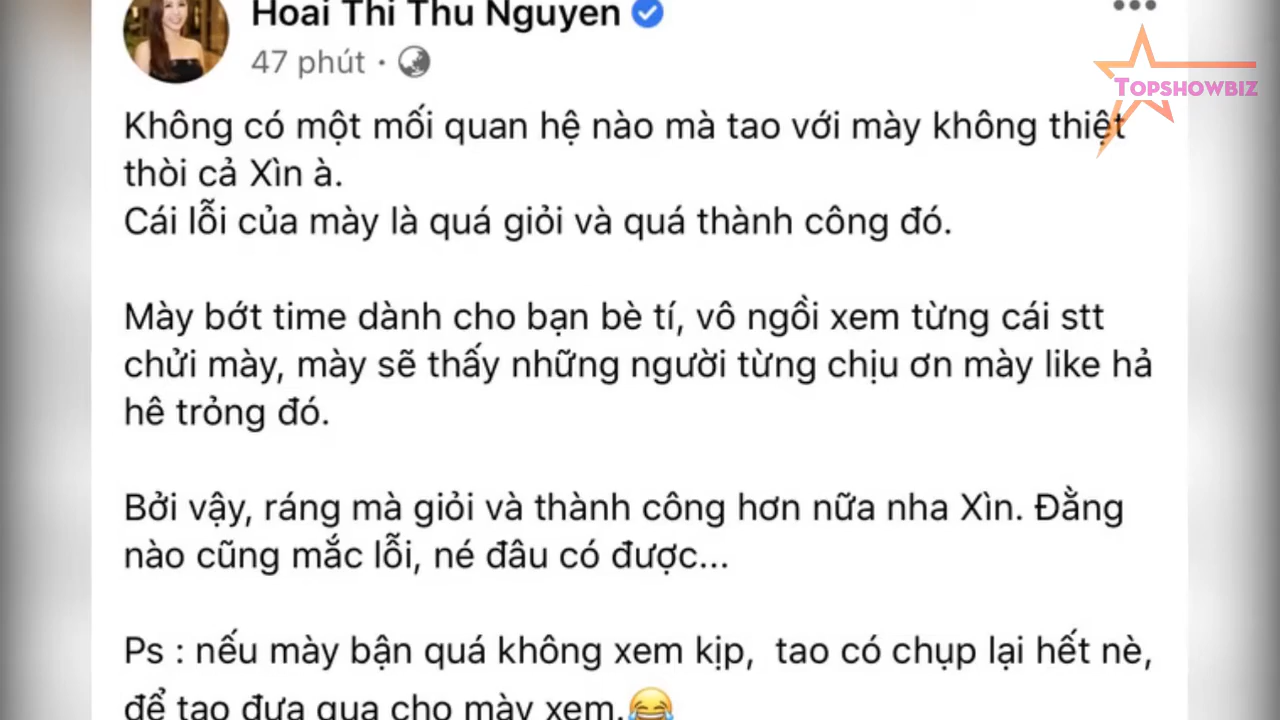 Hoai Thi Thu Nguyen
47 phút ·
TOPSHOWBIZ
Không có một mối quan hệ nào mà tao với mày không thiệt
thòi cả Xìn à.
Cái lỗi của mày là quá giỏi và quá thành công đó.
Mày bớt time dành cho bạn bè tí, vô ngồi xem từng cái stt
chửi mày, mày sẽ thấy những người từng chịu ơn mày like hả
hê trỏng đó.
Bởi vậy, ráng mà giỏi và thành công hơn nữa nha Xìn. Đằng
nào cũng mắc lỗi, né đâu có được...
Ps : nếu mày bận quá không xem kịp, tao có chụp lại hết nè,
để tao đưa qua cho mày xem.😂